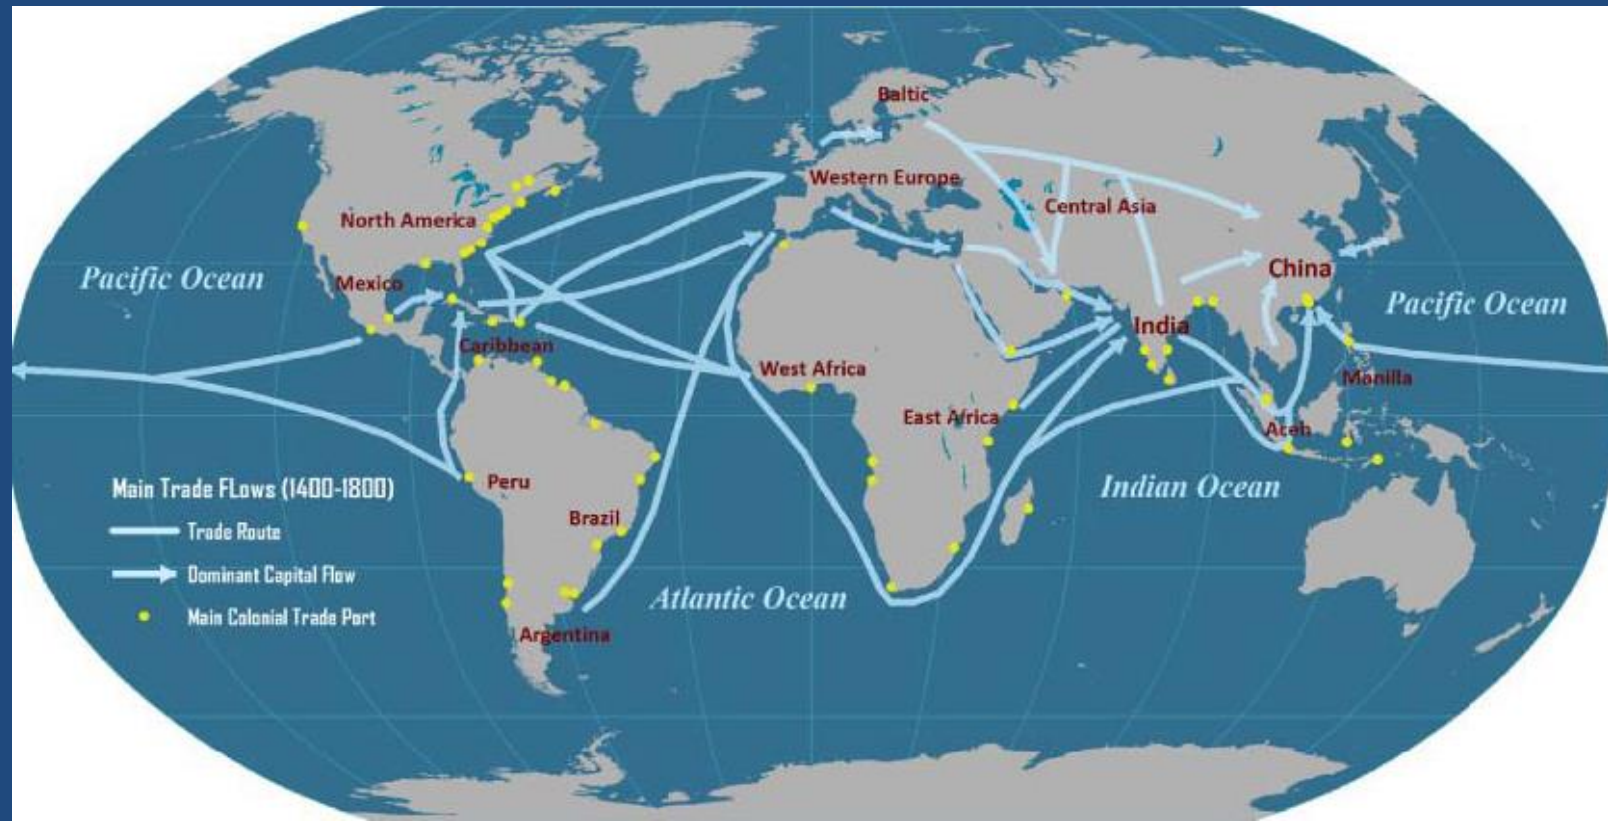 Baltic
Western Europe
Central Asia
North America
Pacific Ocean
Mexico
China
Pacific Ocean
India
Caribbean
West Africa
Manilla
East Africa
Aceh
Peru
Indian Ocean
Main Trade FLows (1400-1800)
Brazil
Trade Route
Dominant Capital Flow
Atlantic Ocean
Main Colonial Trade Port
Argentina